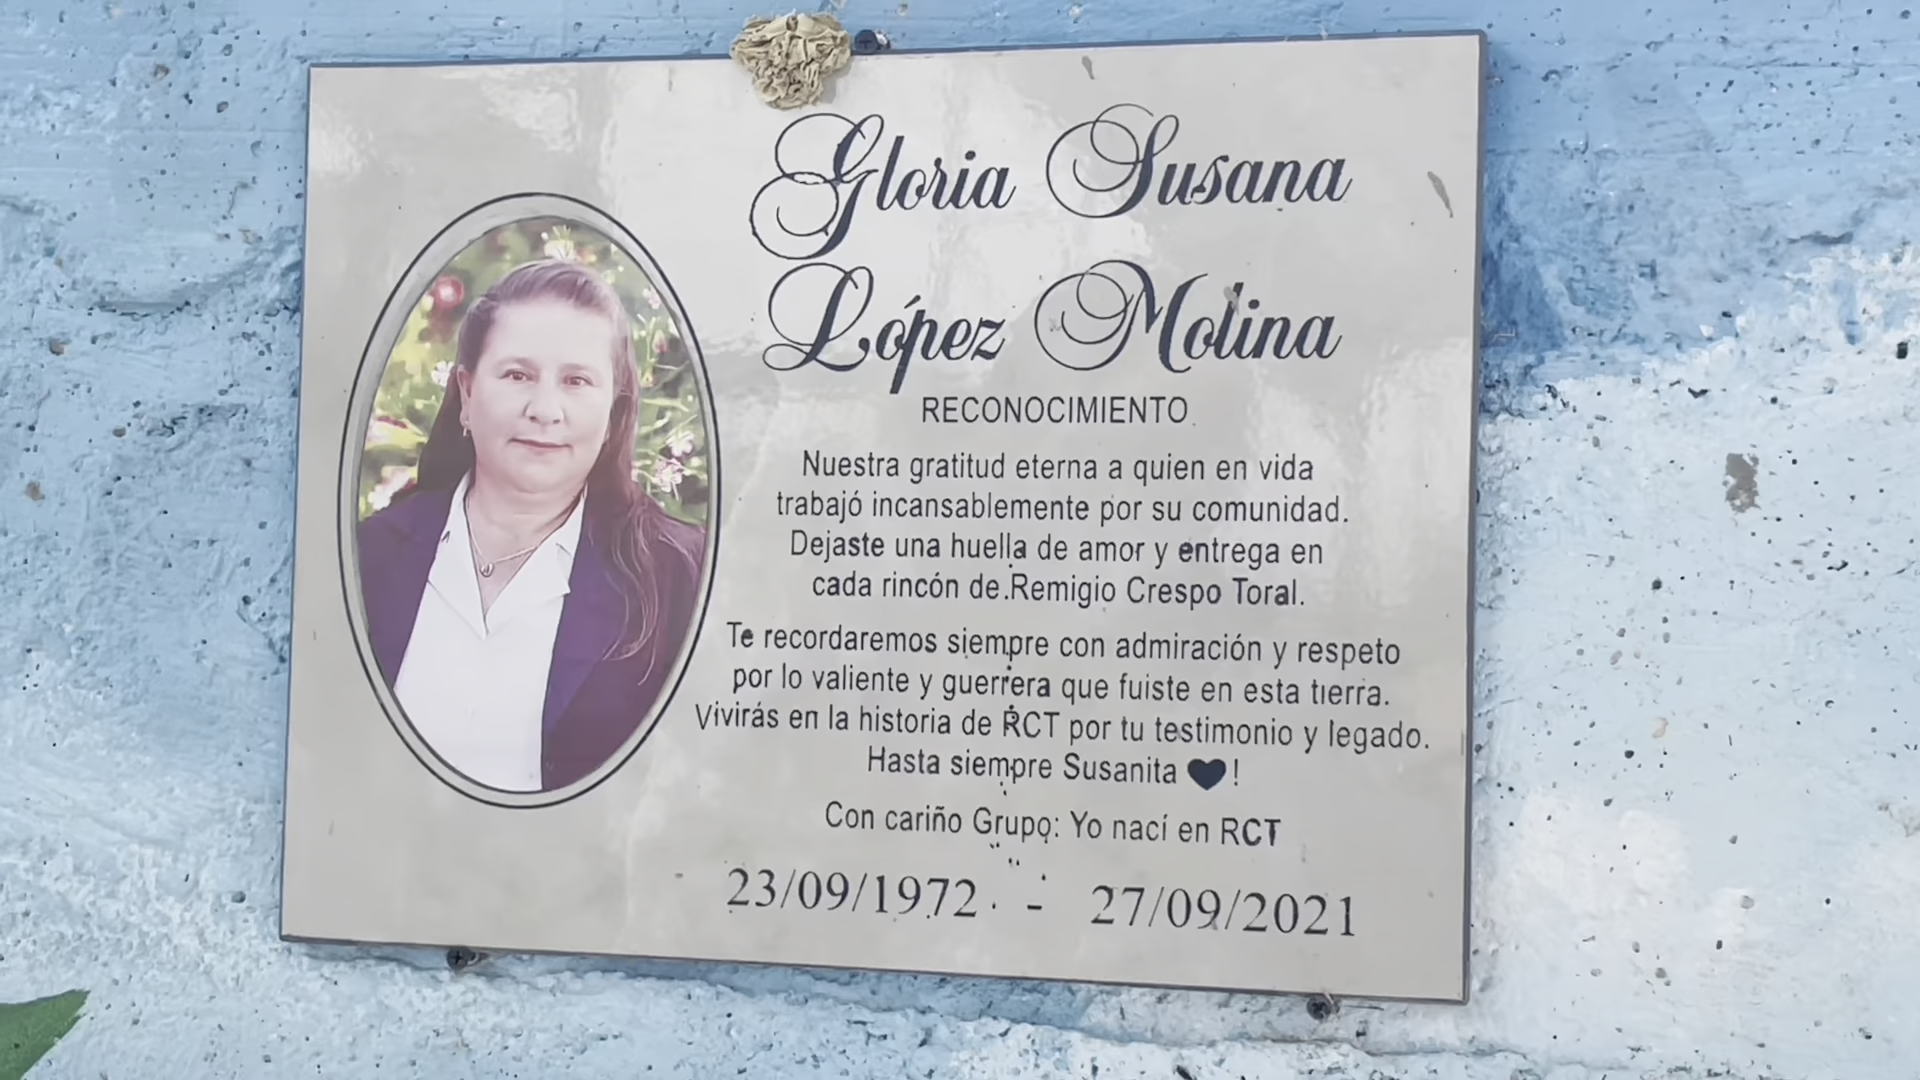 Gloria Susana
López Molina
RECONOCIMIENTO
Nuestra gratitud eterna a quien en vida
trabajó incansablemente por su comunidad.
Dejaste una huella de amor y entrega en
cada rincón de Remigio Crespo Toral.
Te recordaremos siempre con admiración y respeto
por lo valiente y guerrera que fuiste en esta tierra.
Vivirás en la historia de RCT por tu testimonio y legado.
Hasta siempre Susanita ♥!
Con cariño Grupo: Yo nací en RCT
23/09/1972 - 27/09/2021